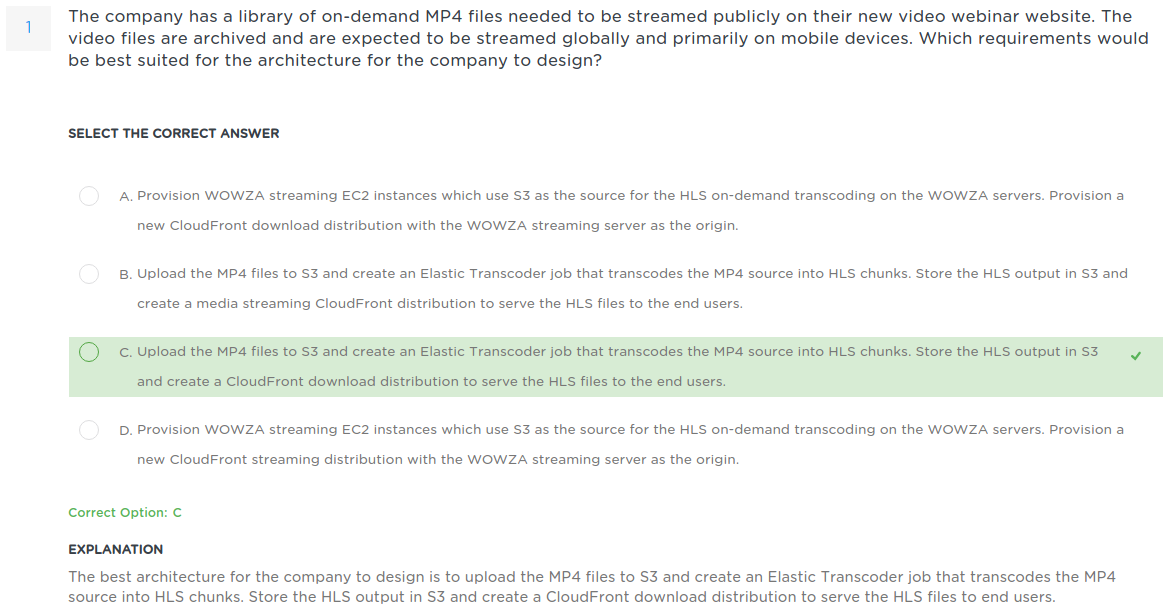 1
The company has a library of on-demand MP4 files needed to be streamed publicly on their new video webinar website. The
video files are archived and are expected to be streamed globally and primarily on mobile devices. Which requirements would
be best suited for the architecture for the company to design?
SELECT THE CORRECT ANSWER
A. Provision WOWZA streaming EC2 instances which use S3 as the source for the HLS on-demand transcoding on the WOWZA servers. Provision a
new CloudFront download distribution with the WOWZA streaming server as the origin.
B. Upload the MP4 files to S3 and create an Elastic Transcoder job that transcodes the MP4 source into HLS chunks. Store the HLS output in S3 and
create a media streaming CloudFront distribution to serve the HLS files to the end users.
C. Upload the MP4 files to S3 and create an Elastic Transcoder job that transcodes the MP4 source into HLS chunks. Store the HLS output in S3
and create a CloudFront download distribution to serve the HLS files to the end users.
D. Provision WOWZA streaming EC2 instances which use S3 as the source for the HLS on-demand transcoding on the WOWZA servers. Provision a
new CloudFront streaming distribution with the WOWZA streaming server as the origin.
Correct Option: C
EXPLANATION
The best architecture for the company to design is to upload the MP4 files to S3 and create an Elastic Transcoder job that transcodes the MP4
source into HLS chunks. Store the HLS output in S3 and create a CloudFront download distribution to serve the HLS files to end users.